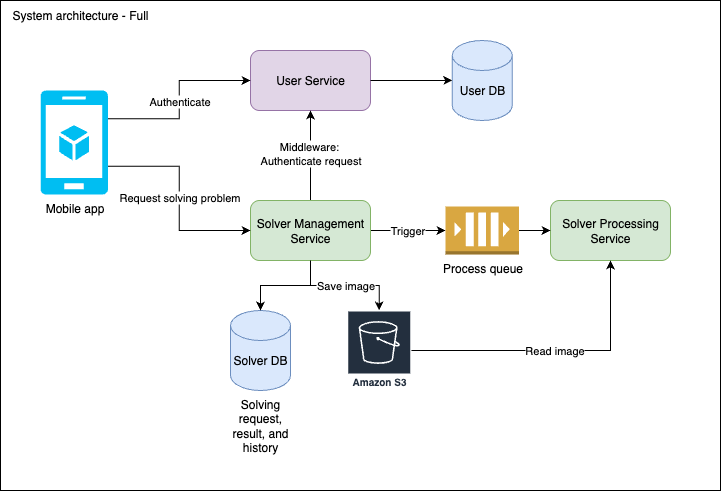 System architecture - Full
User Service
User DB
Authenticate
Middleware:
Authenticate request
Mobile app
Request solving problem
Solver Management
Service
Trigger
Process queue
Solver Processing
Service
Save image
Solver DB
Amazon S3
Read image
Solving
request,
result, and
history